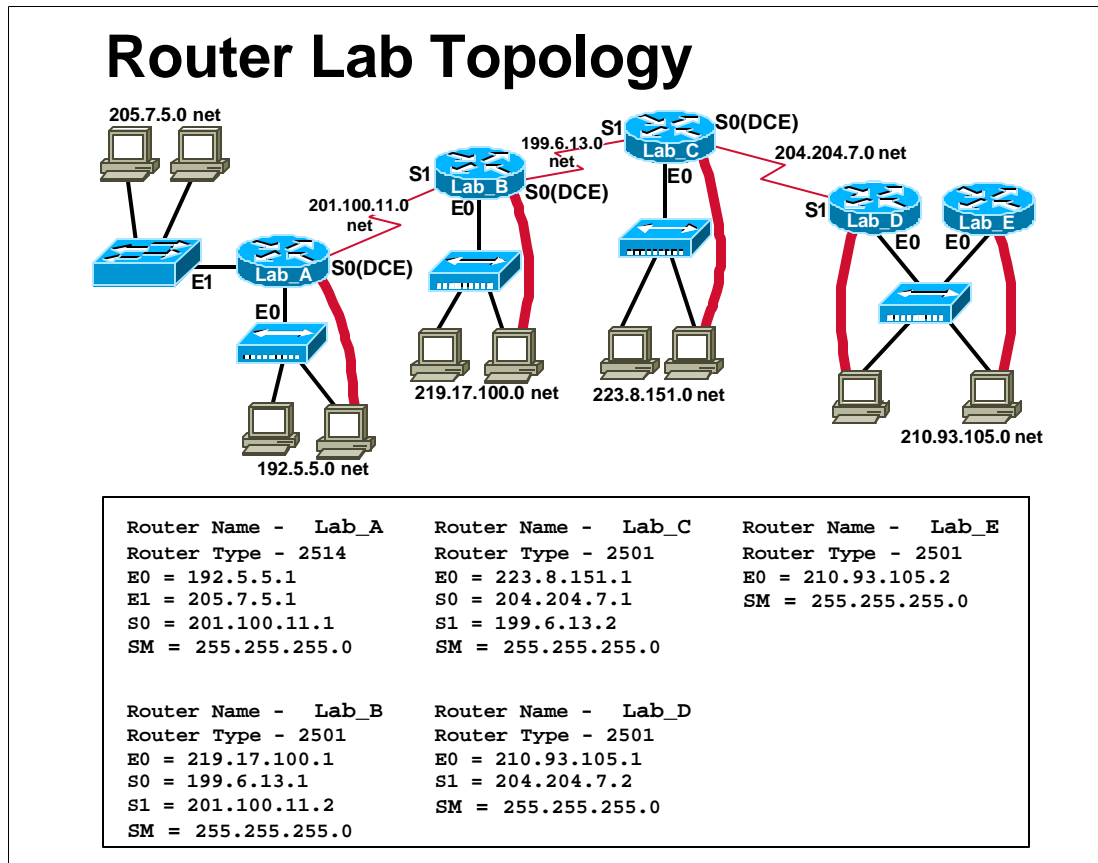 Router Lab Topology
205.7.5.0 net
S1
S0(DCE)
199.6.13.0
net
Lab_C
E0
204.204.7.0 net
S1
Lab_B
S0(DCE)
E0
201.100.11.0
net
S1
Lab_D
Lab_E
E0
E0
Lab_A
S0(DCE)
E1
E0
219.17.100.0 net
223.8.151.0 net
210.93.105.0 net
192.5.5.0 net
Router Name - Lab_A
Router Type - 2514
E0 = 192.5.5.1
E1 = 205.7.5.1
S0 = 201.100.11.1
SM = 255.255.255.0
Router Name - Lab_C
Router Type - 2501
E0 = 223.8.151.1
S0 = 204.204.7.1
S1 = 199.6.13.2
SM = 255.255.255.0
Router Name - Lab_E
Router Type - 2501
E0 = 210.93.105.2
SM = 255.255.255.0
Router Name - Lab_B
Router Type - 2501
E0 = 219.17.100.1
S0 = 199.6.13.1
S1 = 201.100.11.2
SM = 255.255.255.0
Router Name - Lab_D
Router Type - 2501
E0 = 210.93.105.1
S1 = 204.204.7.2
SM = 255.255.255.0